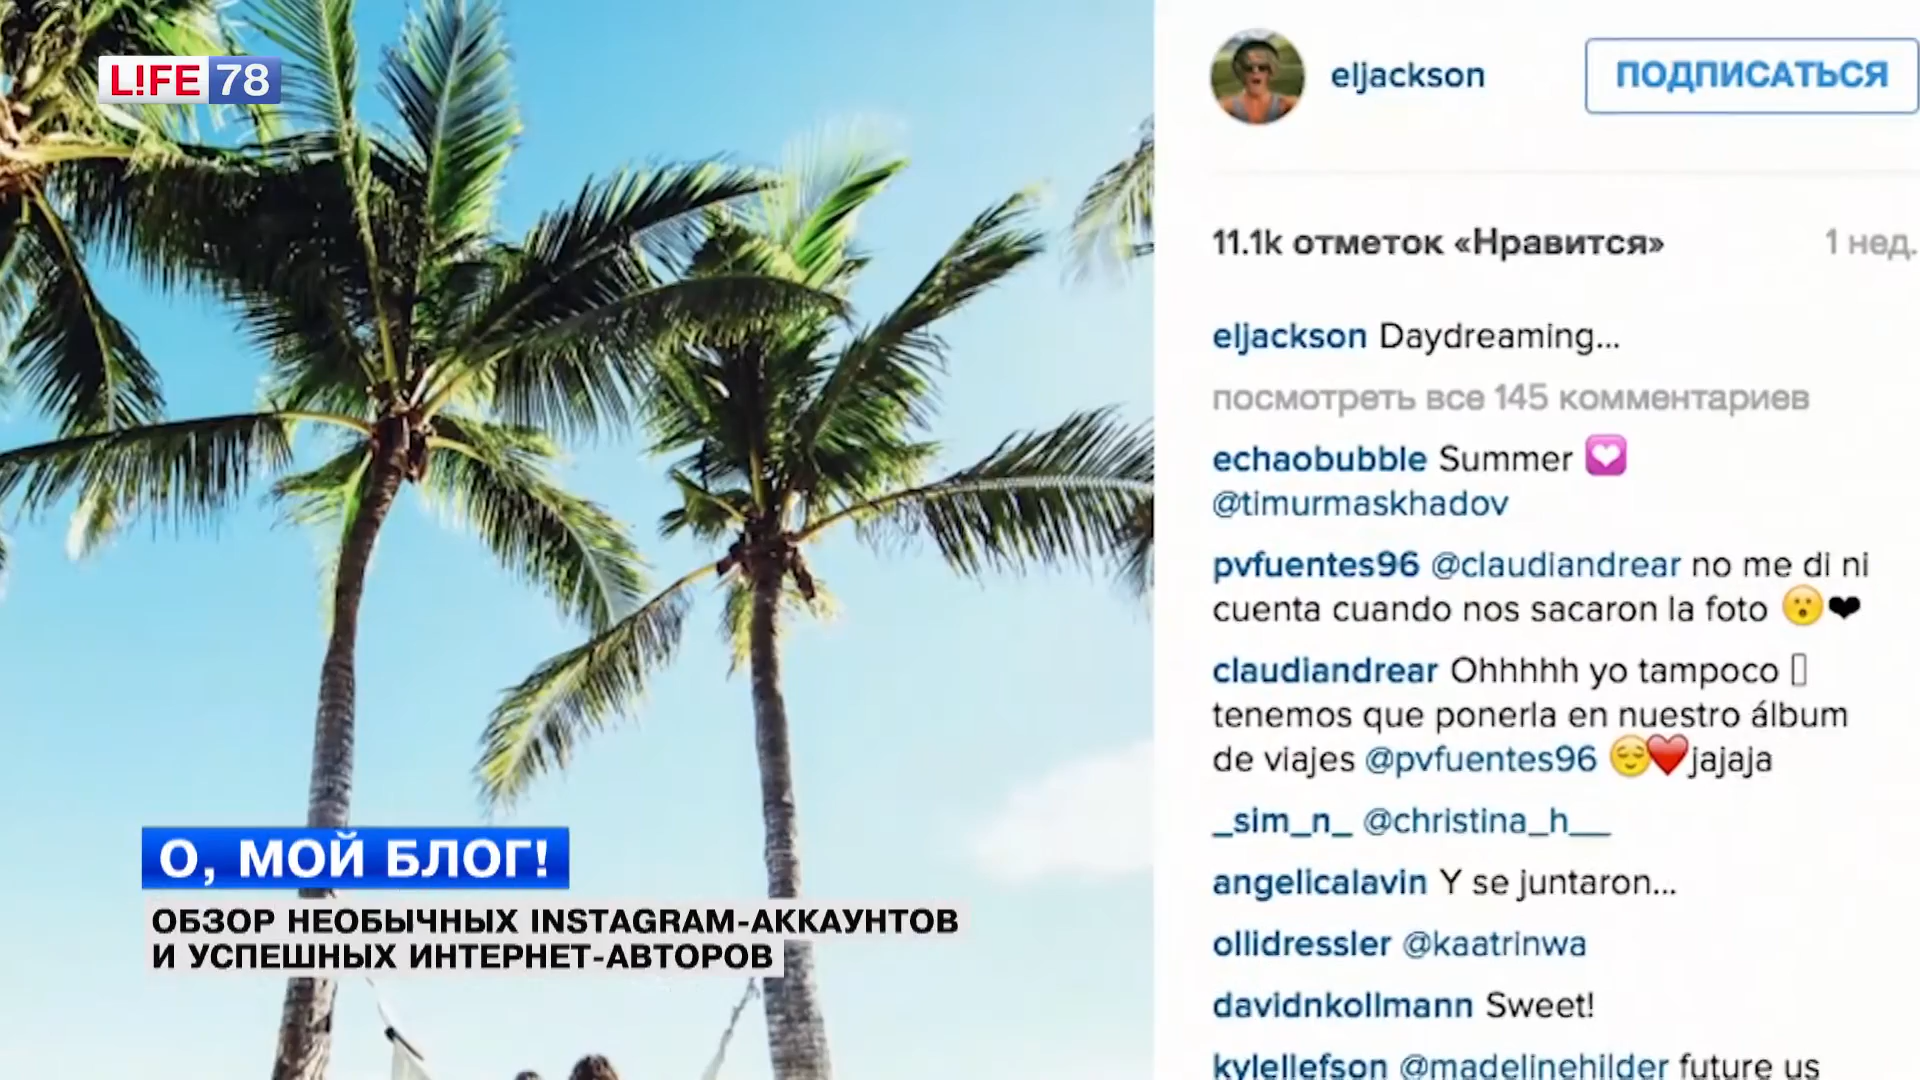 L!FE 78
eljackson
ПОДПИСАТЬСЯ
11.1k отметок «Нравится»
1 нед.
eljackson Daydreaming...
посмотреть все 145 комментариев
echaobubble Summer 💟
@timurmaskhadov
pvfuentes96 @claudiandrear no me di ni
cuenta cuando nos sacaron la foto 😮❤
claudiandrear Ohhhhh yo tampoco
tenemos que ponerla en nuestro álbum
de viajes @pvfuentes96 😌❤️jajaja
_sim_n_ @christina_h__
angelicalavin Y se juntaron...
ollidressler @kaatrinwa
davidnkollmann Sweet!
kylellefson @madelinehilder future us
О, МОЙ БЛОГ!
ОБЗОР НЕОБЫЧНЫХ INSTAGRAM-АККАУНТОВ
И УСПЕШНЫХ ИНТЕРНЕТ-АВТОРОВ